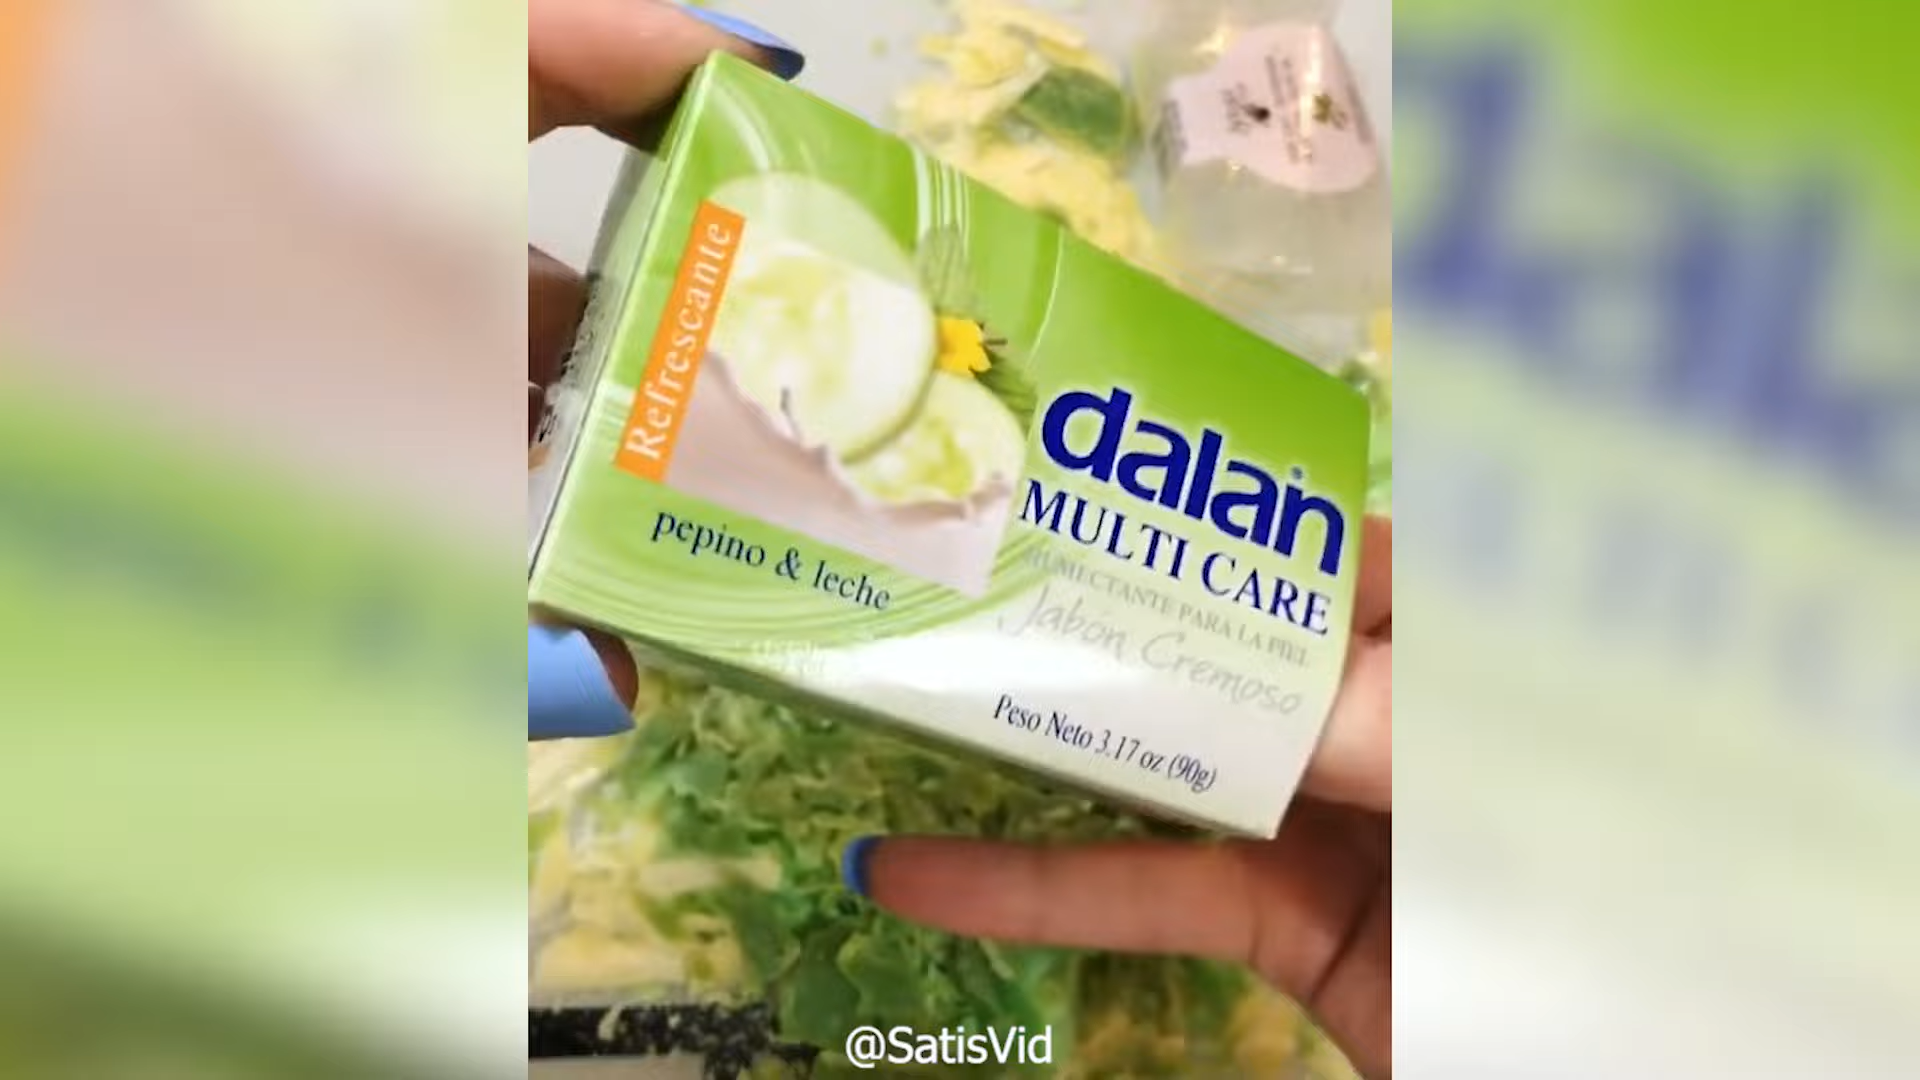 Refrescante
pepino & leche
dalan
MULTI CARE
HUMECTANTE PARA LA PIEL
Jabón Cremoso
Peso Neto 3.17 oz (90g)
@SatisVid